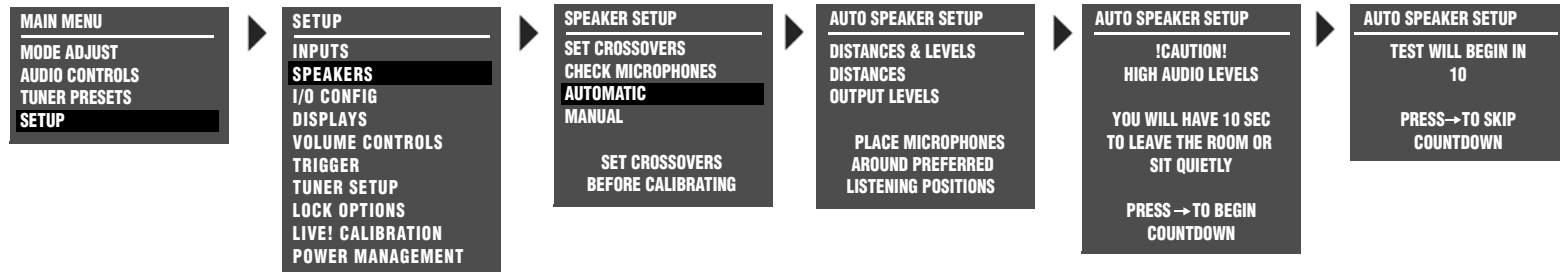 MAIN MENU
MODE ADJUST
AUDIO CONTROLS
TUNER PRESETS
SETUP
SETUP
INPUTS
SPEAKERS
I/O CONFIG
DISPLAYS
VOLUME CONTROLS
TRIGGER
TUNER SETUP
LOCK OPTIONS
LIVE! CALIBRATION
POWER MANAGEMENT
SPEAKER SETUP
SET CROSSOVERS
CHECK MICROPHONES
AUTOMATIC
MANUAL
SET CROSSOVERS
BEFORE CALIBRATING
AUTO SPEAKER SETUP
DISTANCES & LEVELS
DISTANCES
OUTPUT LEVELS
PLACE MICROPHONES
AROUND PREFERRED
LISTENING POSITIONS
AUTO SPEAKER SETUP
!CAUTION!
HIGH AUDIO LEVELS
YOU WILL HAVE 10 SEC
TO LEAVE THE ROOM OR
SIT QUIETLY
PRESS → TO BEGIN
COUNTDOWN
AUTO SPEAKER SETUP
TEST WILL BEGIN IN
10
PRESS→TO SKIP
COUNTDOWN